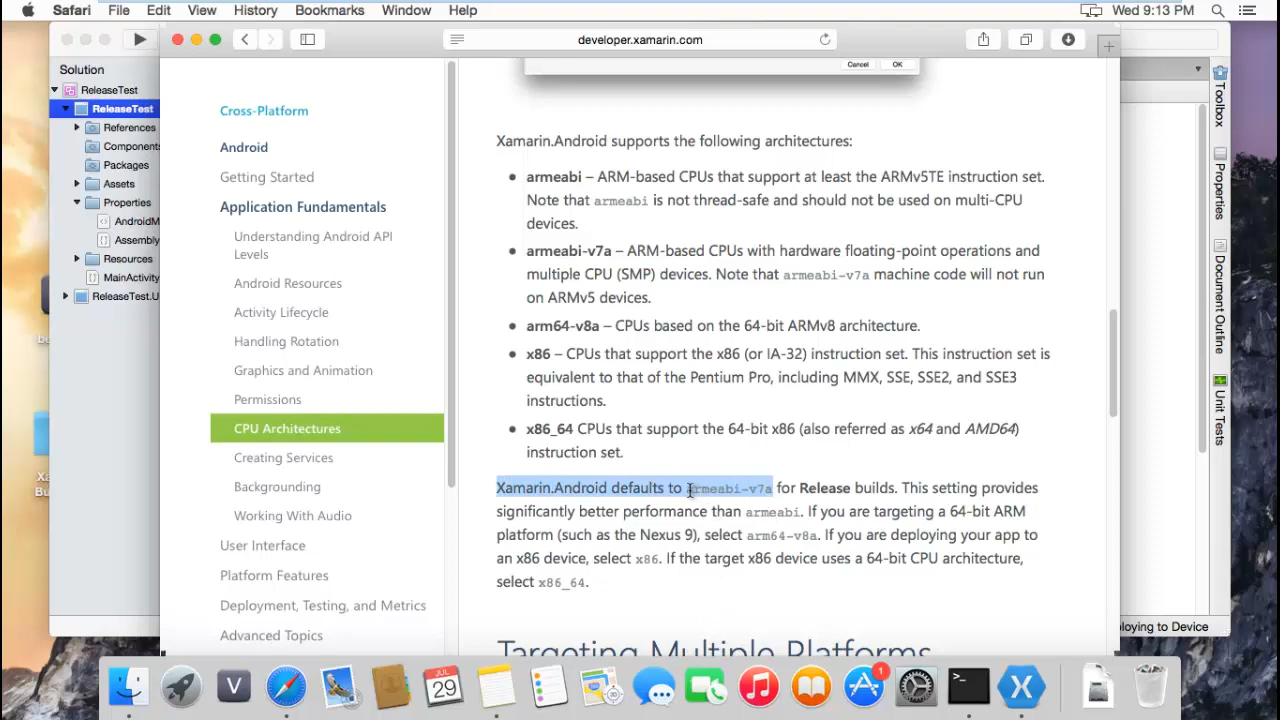 Safari File Edit View History Bookmarks Window Help
Wed 9:13 PM
developer.xamarin.com
Solution
ReleaseTest
ReleaseTest
References
Component
Packages
Assets
Properties
AndroidM
Assembly
Resources
MainActivity
ReleaseTest.U
Cross-Platform
Android
Getting Started
Application Fundamentals
Understanding Android API
Levels
Android Resources
Activity Lifecycle
Handling Rotation
Graphics and Animation
Permissions
CPU Architectures
Creating Services
Backgrounding
Working With Audio
User Interface
Platform Features
Deployment, Testing, and Metrics
Advanced Topics
Cancel OK
Xamarin.Android supports the following architectures:
• armeabi – ARM-based CPUs that support at least the ARMv5TE instruction set.
Note that armeabi is not thread-safe and should not be used on multi-CPU
devices.
• armeabi-v7a – ARM-based CPUs with hardware floating-point operations and
multiple CPU (SMP) devices. Note that armeabi-v7a machine code will not run
on ARMv5 devices.
• arm64-v8a – CPUs based on the 64-bit ARMv8 architecture.
• x86 – CPUs that support the x86 (or IA-32) instruction set. This instruction set is
equivalent to that of the Pentium Pro, including MMX, SSE, SSE2, and SSE3
instructions.
• x86_64 CPUs that support the 64-bit x86 (also referred as x64 and AMD64)
instruction set.
Xamarin.Android defaults to armeabi-v7a for Release builds. This setting provides
significantly better performance than armeabi. If you are targeting a 64-bit ARM
platform (such as the Nexus 9), select arm64-v8a. If you are deploying your app to
an x86 device, select x86. If the target x86 device uses a 64-bit CPU architecture,
select x86_64.
Targeting Multiple Platforms
Toolbox
Properties
Document Outline
Unit Tests
ploying to Device
V
JUL
29
1